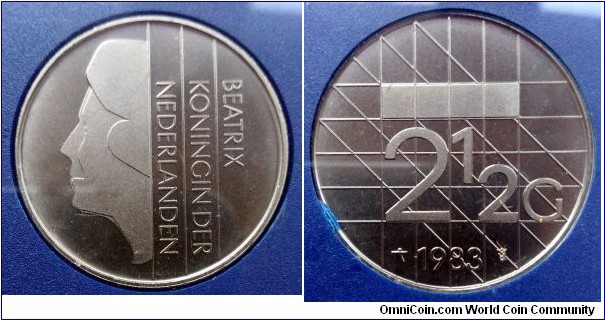 BEATRIX
KONINGIN DER
NEDERLANDEN
2 1 2 G
1983
OmniCoin.com World Coin Community